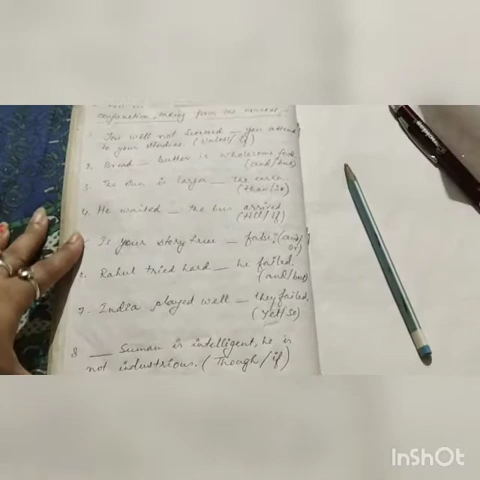 conjunction, taking from the
1. You will not succeed _ you attend
to your studies. (Unless/if)
2. Bread _ butter is wholesome food
(and/but)
3. The sun is larger _ the earth
(than/so)
4. He waited _ the bus arrived
(till/if)
Is your story true _ false? (and/
or)
6. Rahul tried hard _ he failed.
(and/but)
7. India played well _ they failed.
(Yet/so)
8 _ Suman is intelligent, he is
not industrious. (Though/if)
InShOt